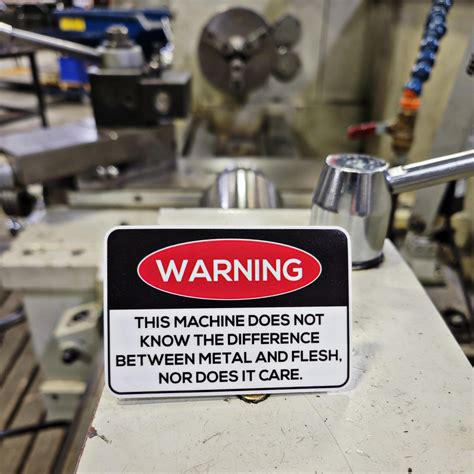 WARNING
THIS MACHINE DOES NOT
KNOW THE DIFFERENCE
BETWEEN METAL AND FLESH,
NOR DOES IT CARE.